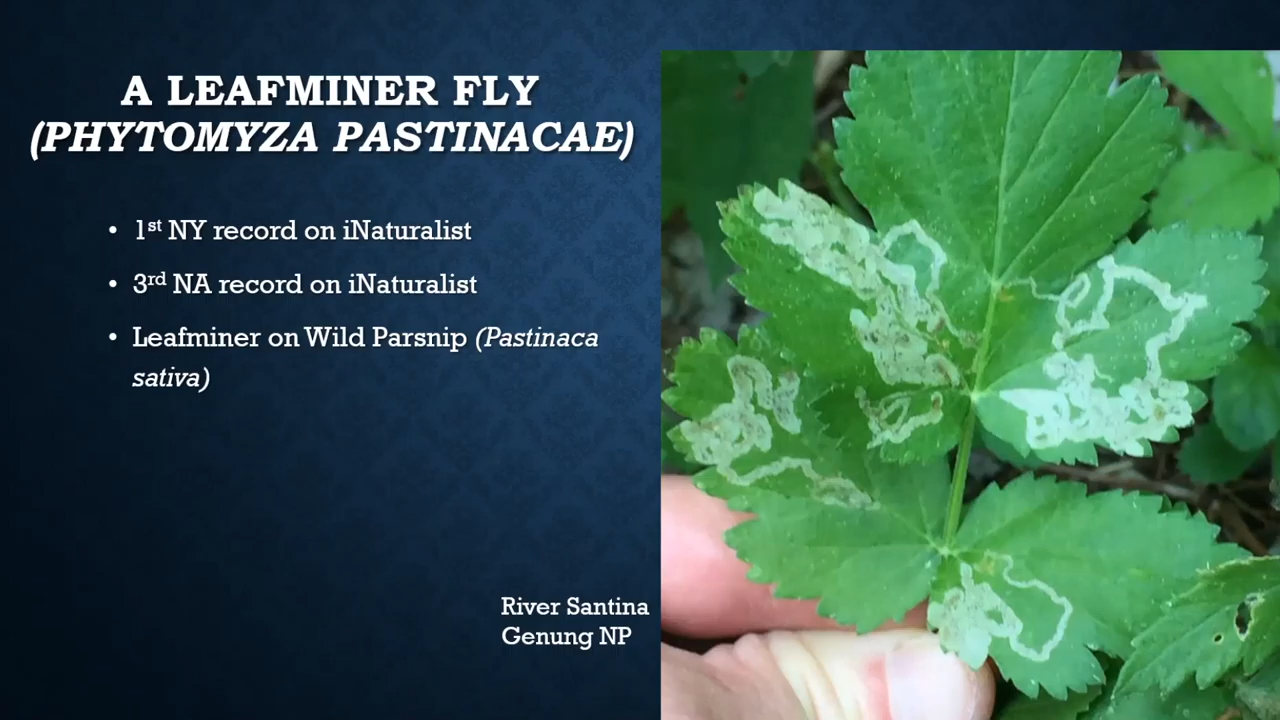 A LEAFMINER FLY
(PHYTOMYZA PASTINACAE)
• 1st NY record on iNaturalist
• 3rd NA record on iNaturalist
• Leafminer on Wild Parsnip (Pastinaca
sativa)
River Santina
Genung NP